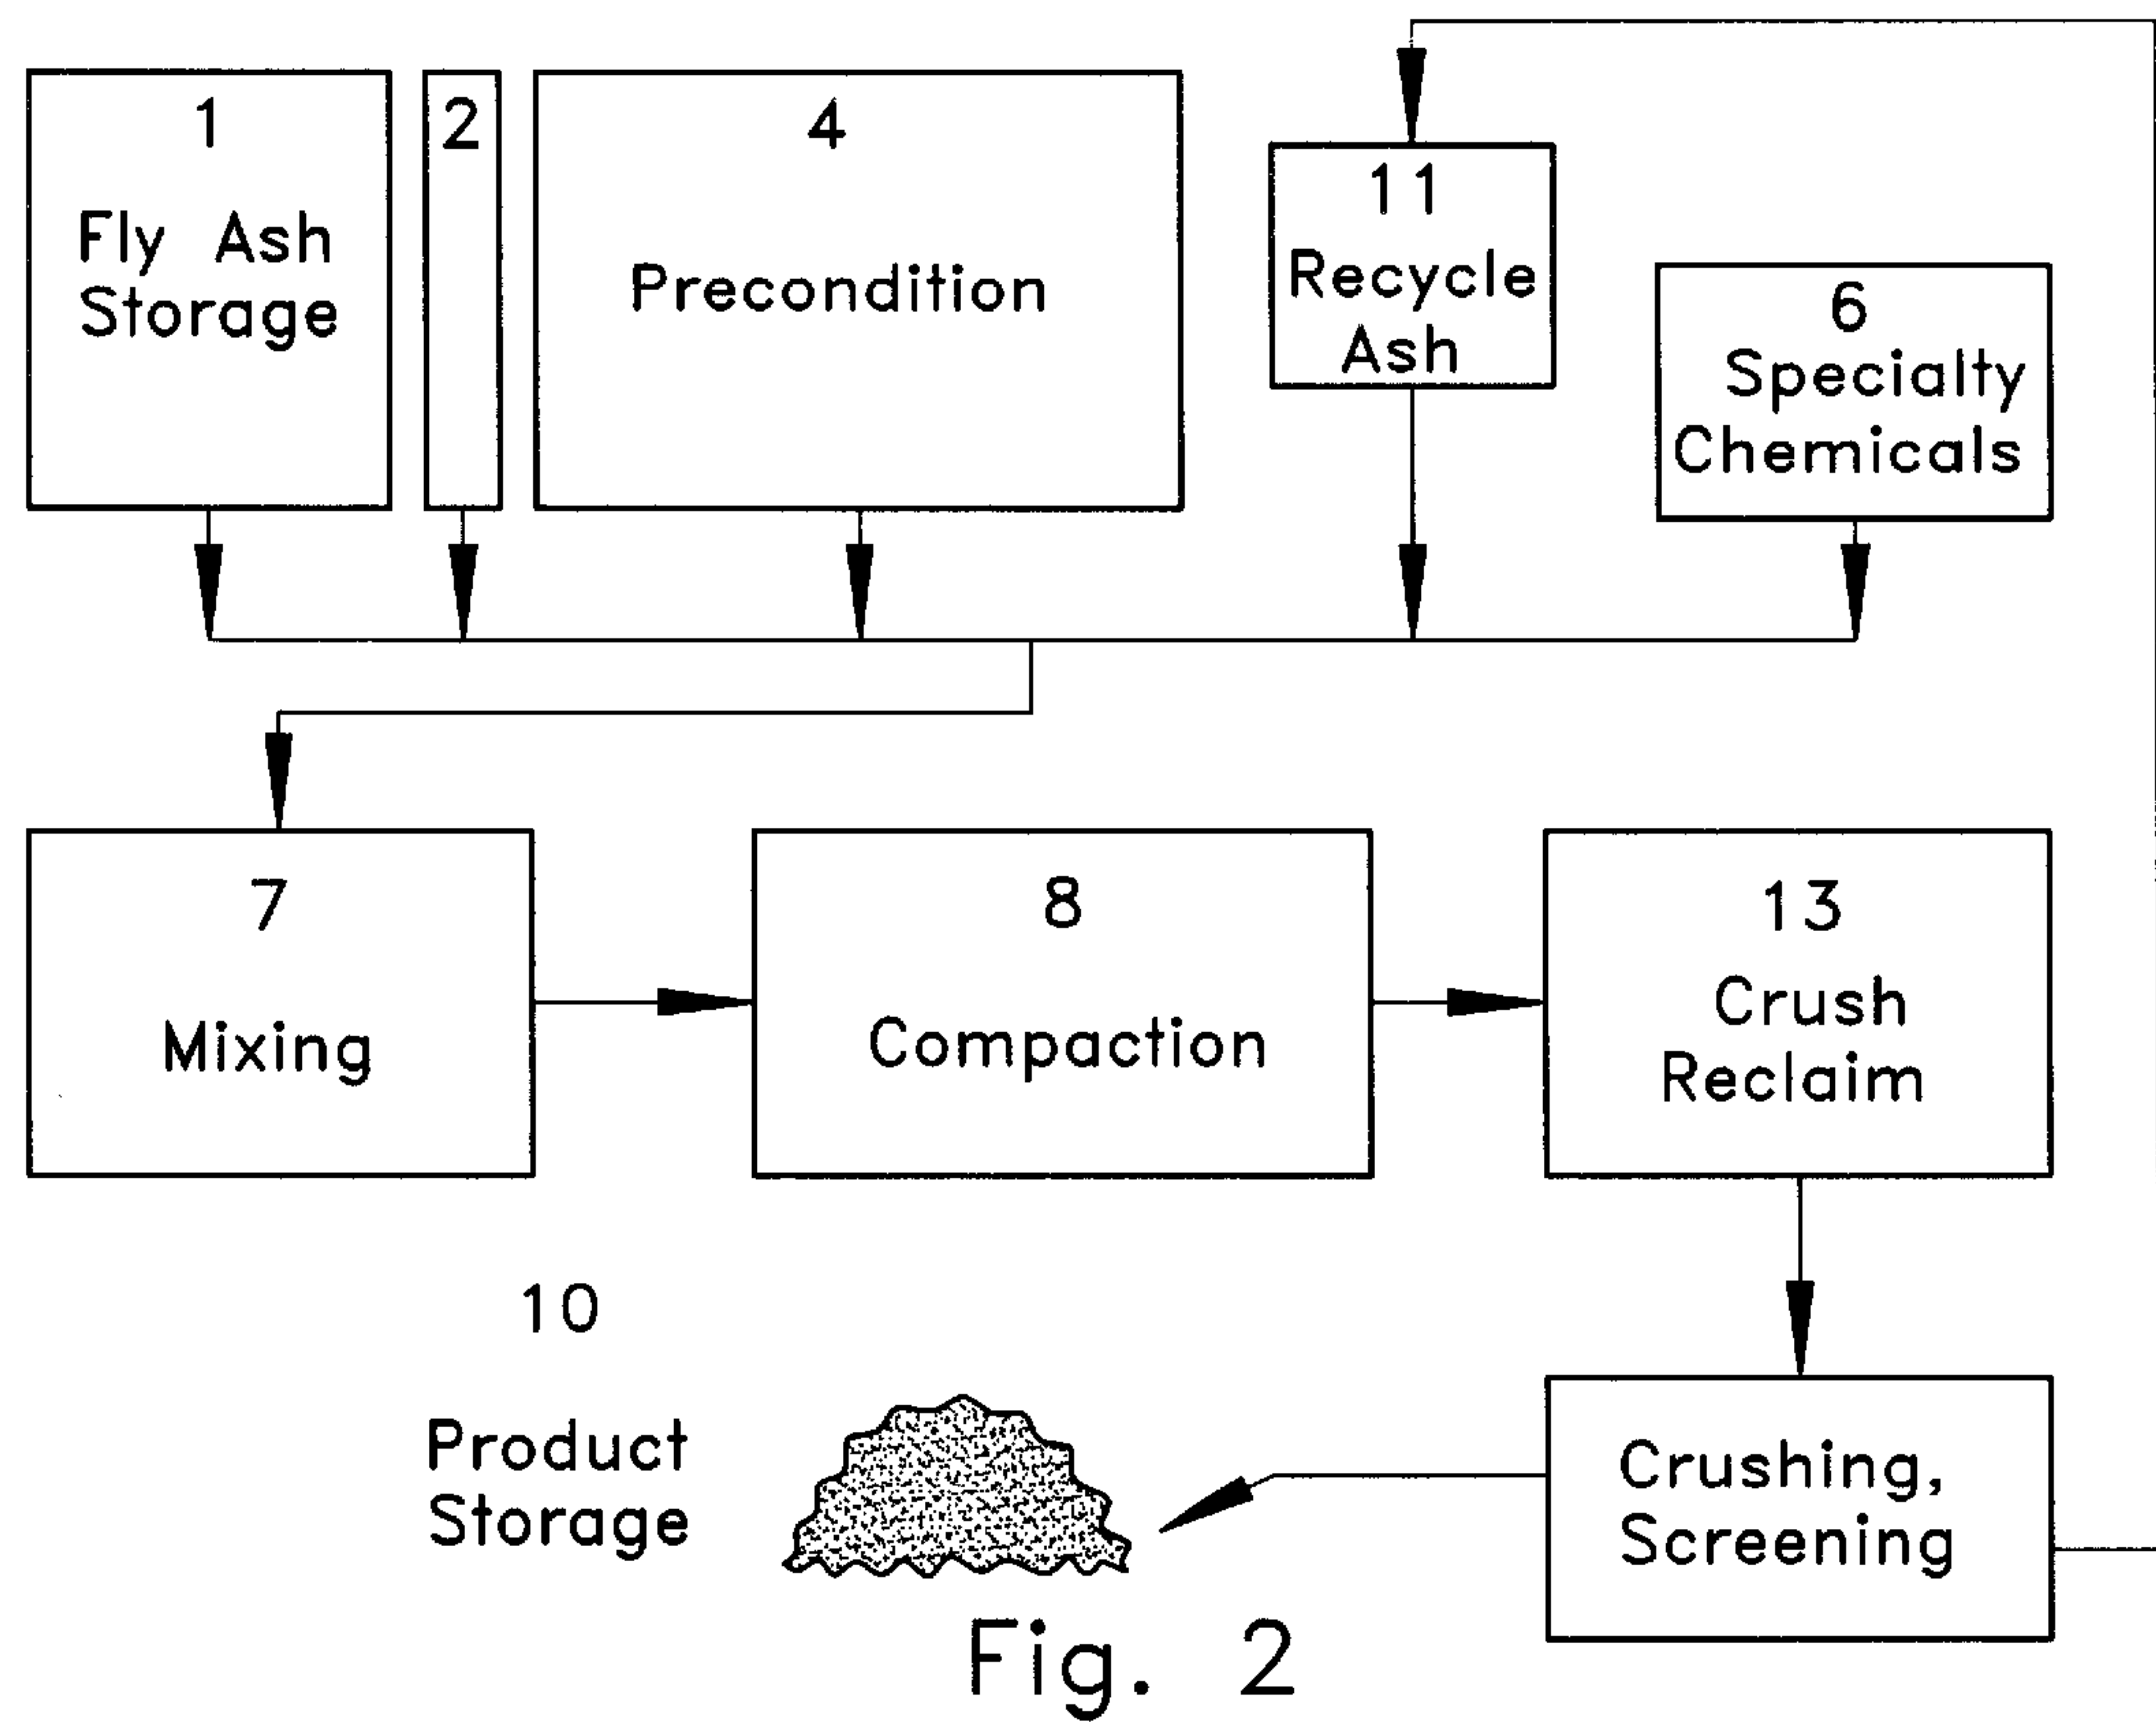 1
Fly Ash
Storage
2
4
Precondition
11
Recycle
Ash
6
Specialty
Chemicals
7
Mixing
8
Compaction
13
Crush
Reclaim
10
Product
Storage
Crushing,
Screening
Fig. 2